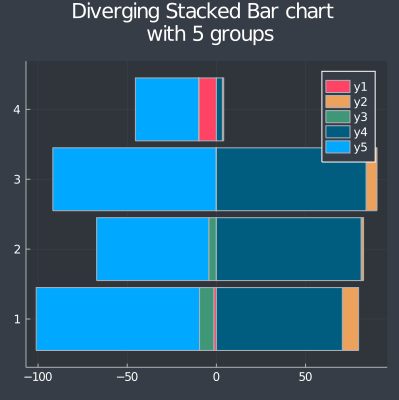 Diverging Stacked Bar chart
with 5 groups
y1
y2
y3
y4
y5
4
3
2
1
−100
−50
0
50